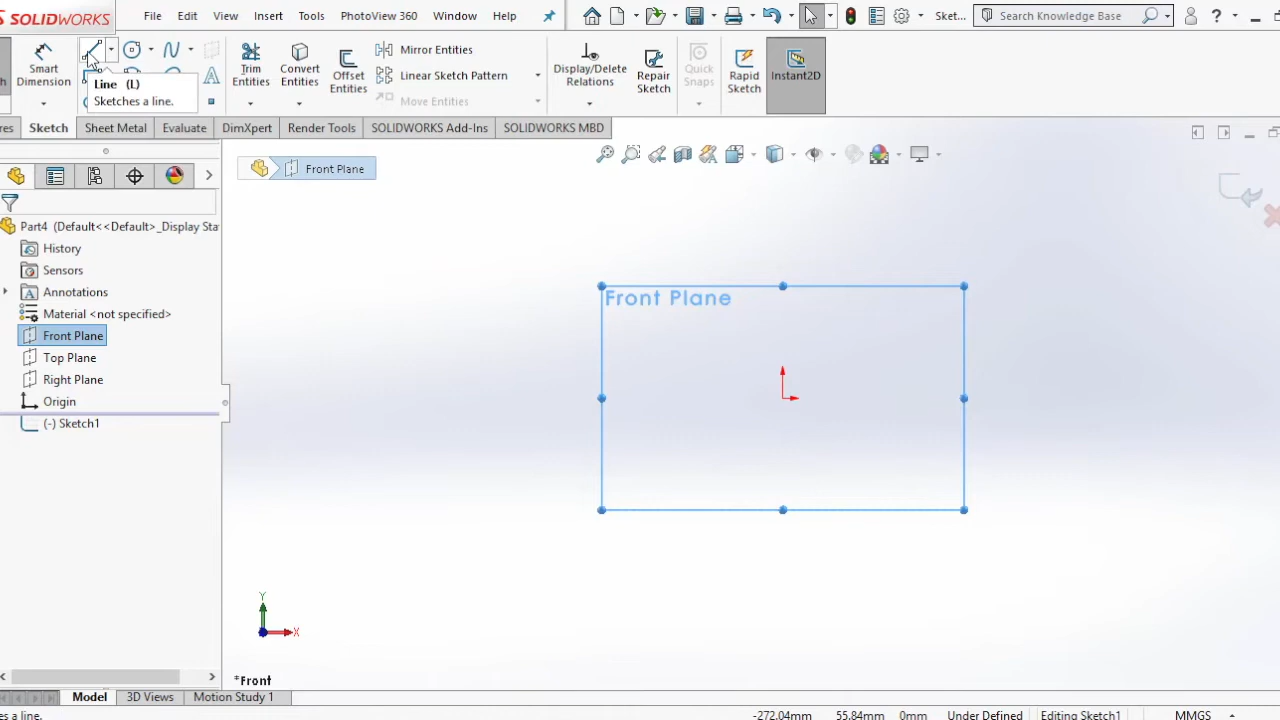 SOLIDWORKS File Edit View Insert Tools PhotoView 360 Window Help Sket... Search Knowledge Base ?
Smart Dimension
Trim Entities
Convert Entities
Offset Entities
Mirror Entities
Linear Sketch Pattern
Move Entities
Display/Delete Relations
Repair Sketch
Quick Snaps
Rapid Sketch
Instant2D
Line (L)
Sketches a line.
res Sketch Sheet Metal Evaluate DimXpert Render Tools SOLIDWORKS Add-Ins SOLIDWORKS MBD
Front Plane
Part4 (Default<<Default>_Display Sta
History
Sensores
Annotations
Material <not specified>
Front Plane
Top Plane
Right Plane
Origin
(-) Sketch1
Front Plane
Y
X
*Front
Model 3D Views Motion Study 1
es a line. -272.04mm 55.84mm 0mm Under Defined Editing Sketch1 MMGS